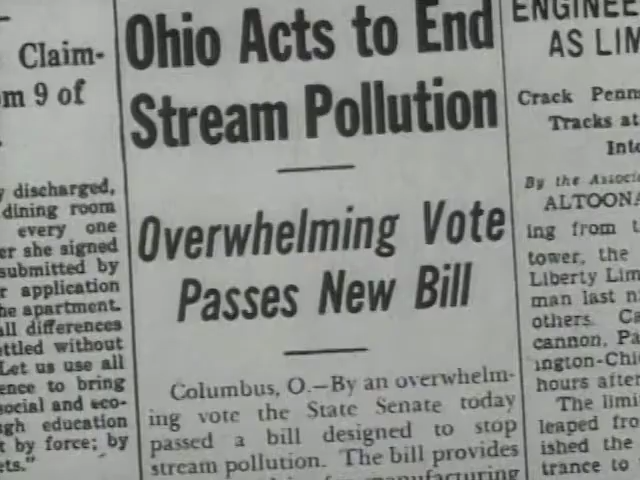 Claim-
m 9 of
y discharged,
dining room
every one
er she signed
submitted by
r application
he apartment.
all differences
ttled without
Let us use all
ence to bring
social and eco-
gh education
t by force; by
ets."
Ohio Acts to End
Stream Pollution
Overwhelming Vote
Passes New Bill
Columbus, O.—By an overwhelm-
ing vote the State Senate today
passed a bill designed to stop
stream pollution. The bill provides
manufacturing
ENGINEE
AS LIM
Crack Penn
Tracks at
Inte
By the Associ
ALTOONA
ing from t
tower, the
Liberty Lim
man last n
others. Ca
cannon, Pa
ington-Chi
hours after
The limi
leaped fro
ished the
trance to